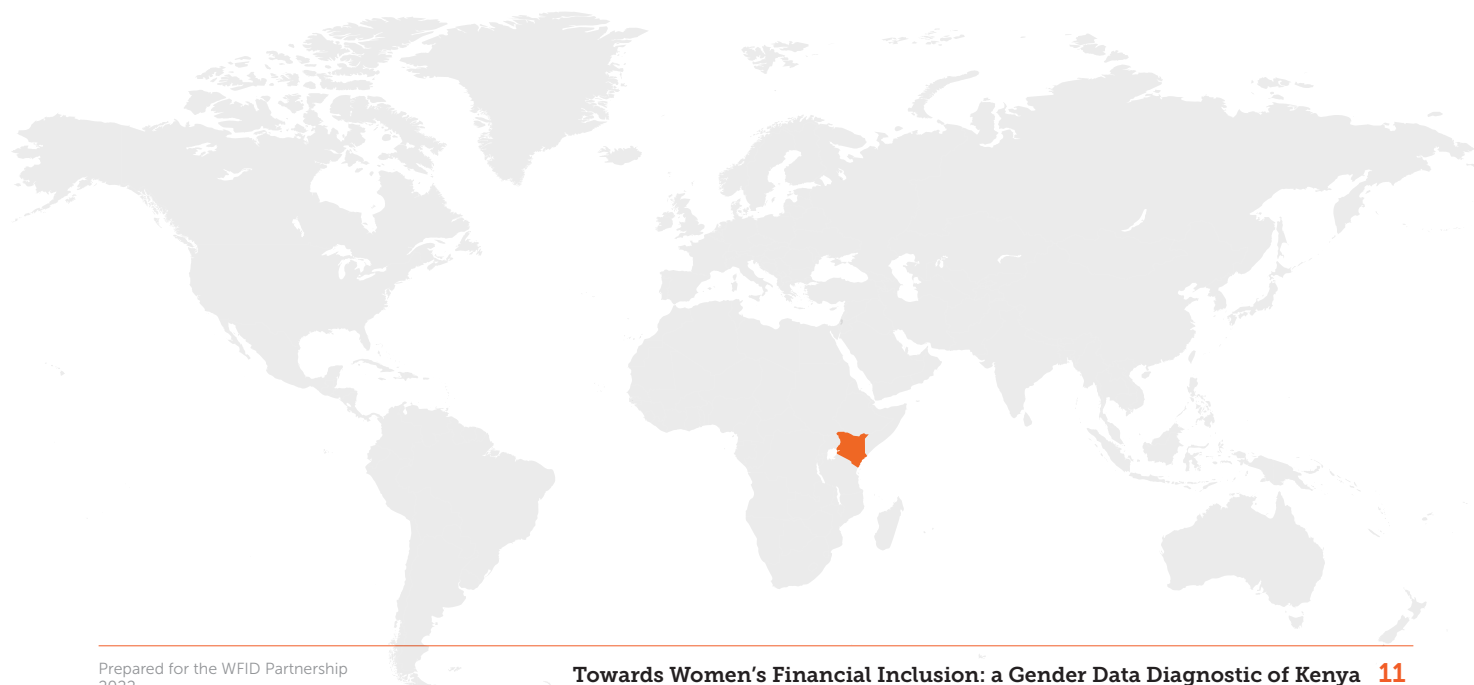 Prepared for the WFID Partnership
Towards Women's Financial Inclusion: a Gender Data Diagnostic of Kenya 11